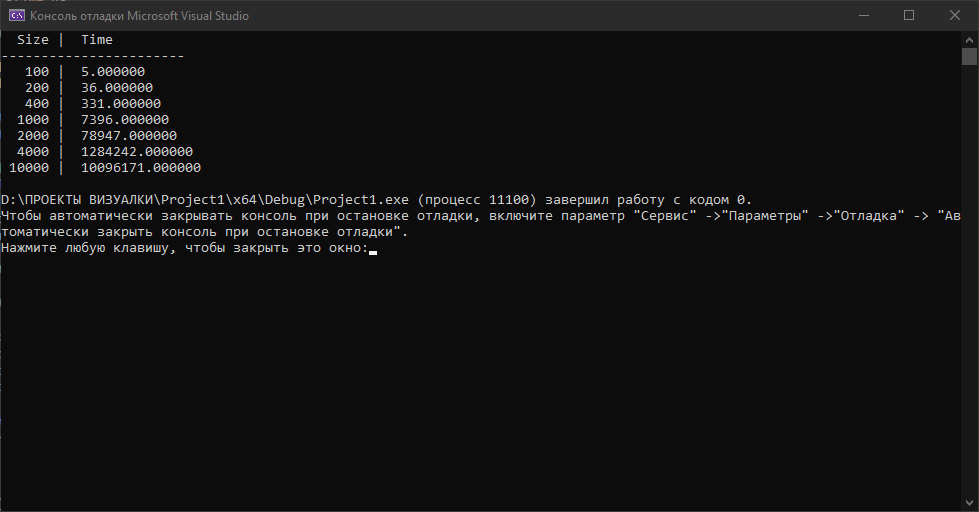 Консоль отладки Microsoft Visual Studio
Size | Time
-----------------------
100 | 5.000000
200 | 36.000000
400 | 331.000000
1000 | 7396.000000
2000 | 78947.000000
4000 | 1284242.000000
10000 | 10096171.000000
D:\ПРОЕКТЫ ВИЗУАЛКИ\Project1\x64\Debug\Project1.exe (процесс 11100) завершил работу с кодом 0.
Чтобы автоматически закрывать консоль при остановке отладки, включите параметр "Сервис" ->"Параметры" ->"Отладка" -> "Ав
томатически закрыть консоль при остановке отладки".
Нажмите любую клавишу, чтобы закрыть это окно: